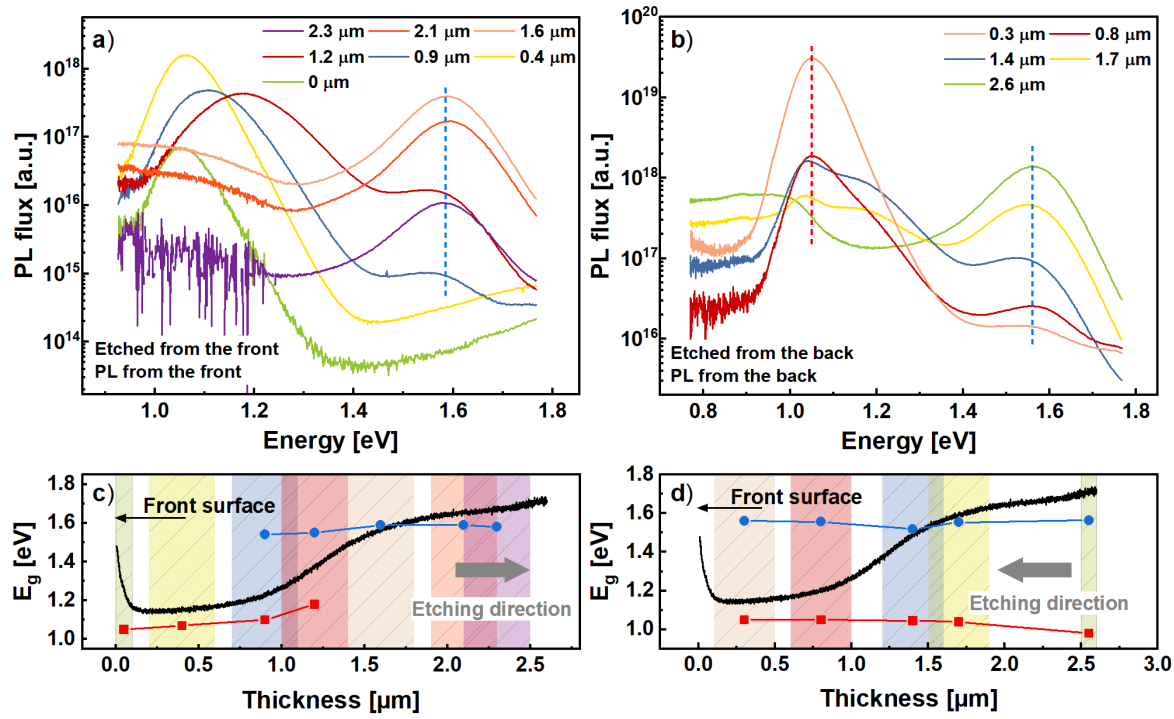 a)
2.3 µm 2.1 µm 1.6 µm
1.2 µm 0.9 µm 0.4 µm
0 µm
10^18
10^17
10^16
10^15
10^14
PL flux [a.u.]
Etched from the front
PL from the front
1.0 1.2 1.4 1.6 1.8
Energy [eV]
b)
0.3 µm 0.8 µm
1.4 µm 1.7 µm
2.6 µm
10^20
10^19
10^18
10^17
10^16
PL flux [a.u.]
Etched from the back
PL from the back
0.8 1.0 1.2 1.4 1.6 1.8
Energy [eV]
c)
Front surface
1.8
1.6
1.4
1.2
1.0
E_g [eV]
Etching direction
0.0 0.5 1.0 1.5 2.0 2.5
Thickness [µm]
d)
Front surface
1.8
1.6
1.4
1.2
1.0
E_g [eV]
Etching direction
0.0 0.5 1.0 1.5 2.0 2.5 3.0
Thickness [µm]